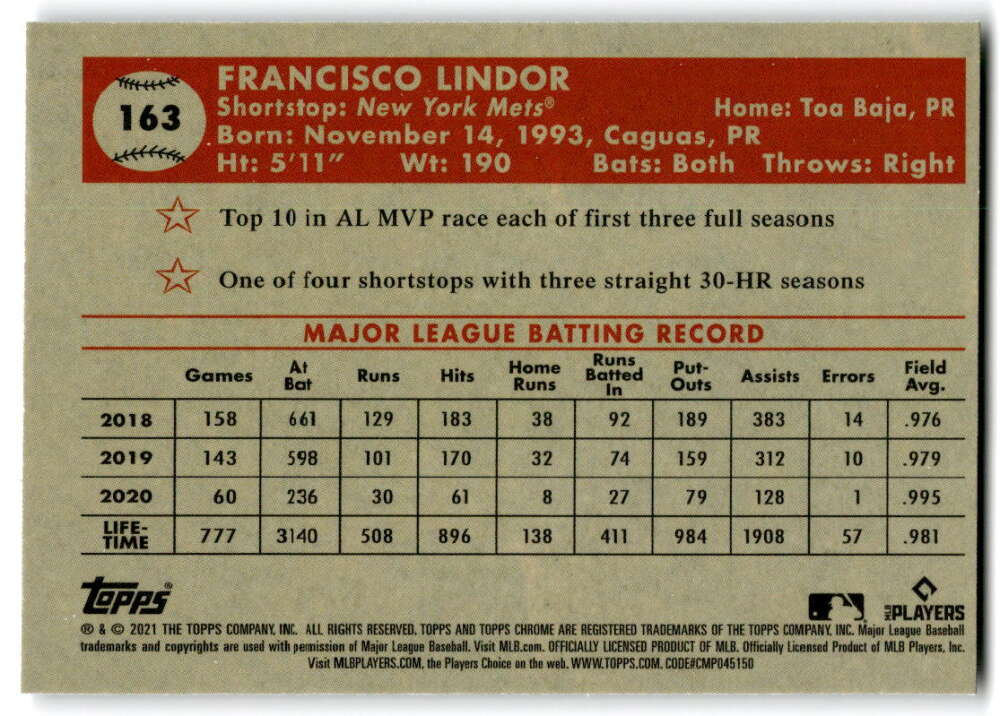 163
FRANCISCO LINDOR
Shortstop: New York Mets® Home: Toa Baja, PR
Born: November 14, 1993, Caguas, PR
Ht: 5'11" Wt: 190 Bats: Both Throws: Right
Top 10 in AL MVP race each of first three full seasons
One of four shortstops with three straight 30-HR seasons
MAJOR LEAGUE BATTING RECORD
Games At Bat Runs Hits Home Runs Runs Batted In Put-Outs Assists Errors Field Avg.
2018 158 661 129 183 38 92 189 383 14 .976
2019 143 598 101 170 32 74 159 312 10 .979
2020 60 236 30 61 8 27 79 128 1 .995
LIFE-TIME 777 3140 508 896 138 411 984 1908 57 .981
Topps®
MLB PLAYERS
® & © 2021 THE TOPPS COMPANY, INC. ALL RIGHTS RESERVED. TOPPS AND TOPPS CHROME ARE REGISTERED TRADEMARKS OF THE TOPPS COMPANY, INC. Major League Baseball
trademarks and copyrights are used with permission of Major League Baseball. Visit MLB.com. OFFICIALLY LICENSED PRODUCT OF MLB. Officially Licensed Product of MLB Players, Inc.
Visit MLBPLAYERS.COM, the Players Choice on the web. WWW.TOPPS.COM. CODE#CMP045150